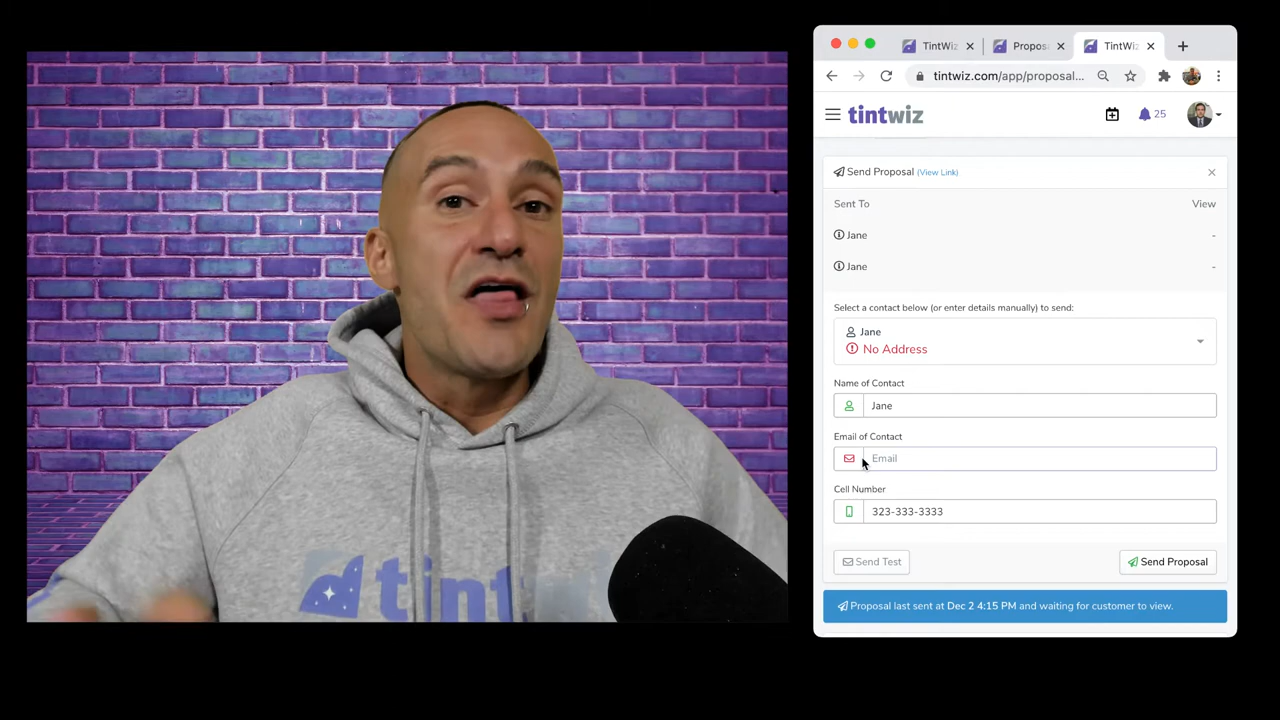 TintWiz
Propos
TintWiz
tintwiz.com/app/proposal...
tintwiz
25
Send Proposal (View Link)
Sent To
View
Jane
-
Jane
-
Select a contact below (or enter details manually) to send:
Jane
No Address
Name of Contact
Jane
Email of Contact
Email
Cell Number
323-333-3333
Send Test
Send Proposal
Proposal last sent at Dec 2 4:15 PM and waiting for customer to view.